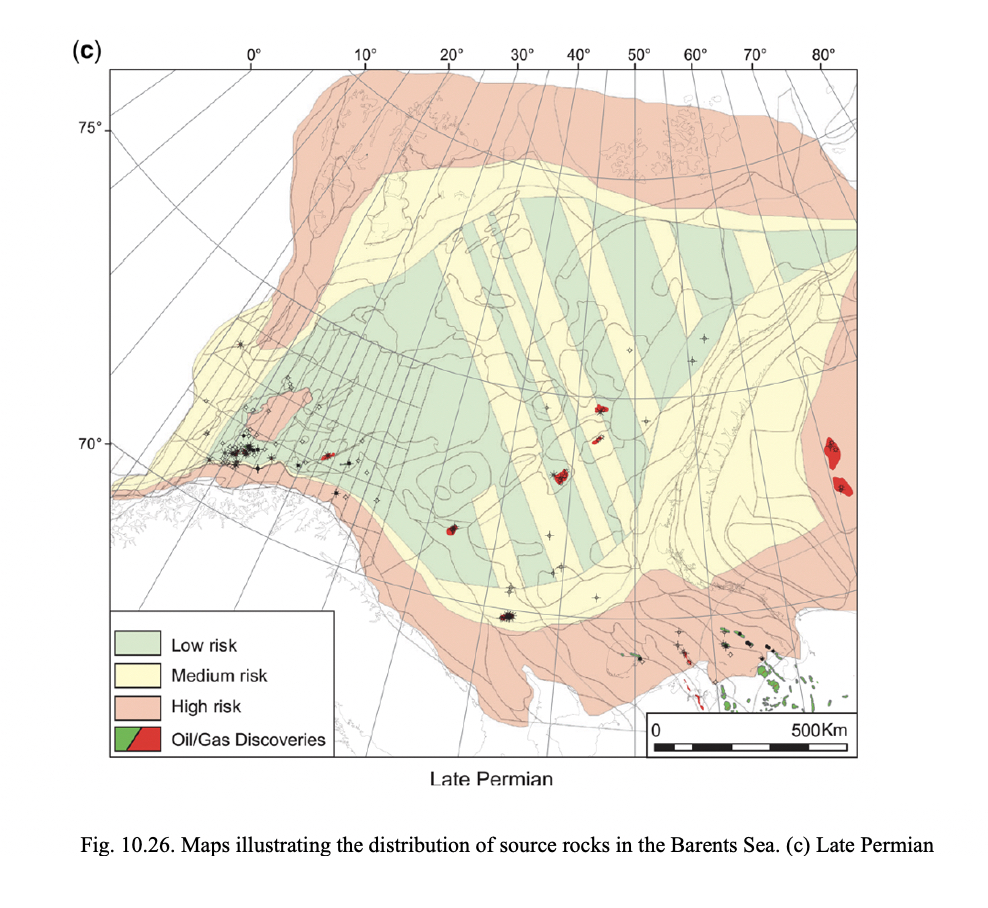 (c)
0° 10° 20° 30° 40° 50° 60° 70° 80°
75°
70°
Low risk
Medium risk
High risk
Oil/Gas Discoveries
0 500Km
Late Permian
Fig. 10.26. Maps illustrating the distribution of source rocks in the Barents Sea. (c) Late Permian